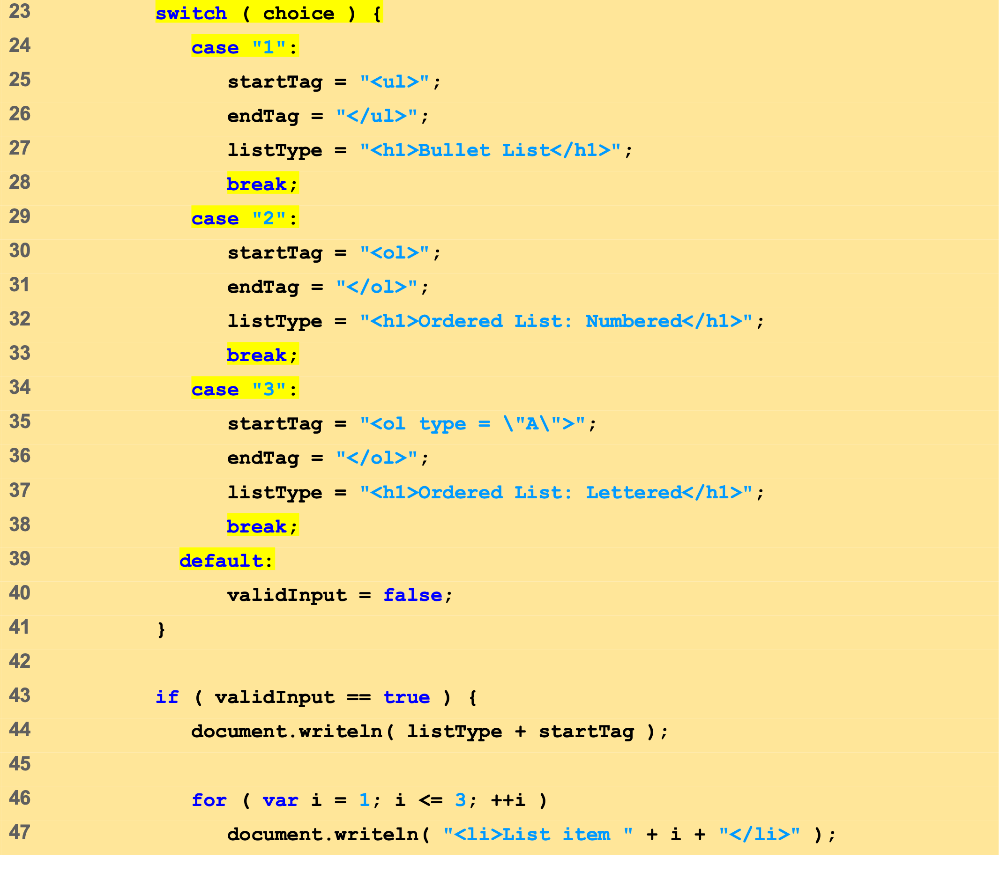 23 switch ( choice ) {
24 case "1":
25 startTag = "<ul>";
26 endTag = "</ul>";
27 listType = "<h1>Bullet List</h1>";
28 break;
29 case "2":
30 startTag = "<ol>";
31 endTag = "</ol>";
32 listType = "<h1>Ordered List: Numbered</h1>";
33 break;
34 case "3":
35 startTag = "<ol type = \"A\">";
36 endTag = "</ol>";
37 listType = "<h1>Ordered List: Lettered</h1>";
38 break;
39 default:
40 validInput = false;
41 }
42
43 if ( validInput == true ) {
44 document.writeln( listType + startTag );
45
46 for ( var i = 1; i <= 3; ++i )
47 document.writeln( "<li>List item " + i + "</li>" );